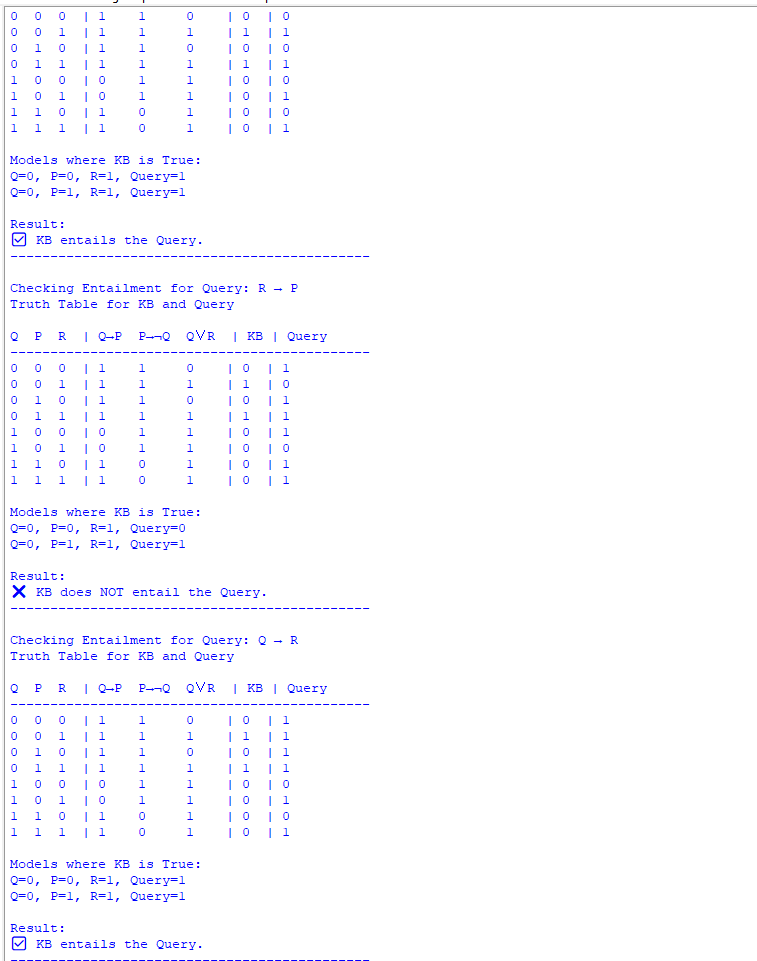 0  0  0  | 1    1     0    | 0  | 0
0  0  1  | 1    1     1    | 1  | 1
0  1  0  | 1    1     0    | 0  | 0
0  1  1  | 1    1     1    | 1  | 1
1  0  0  | 0    1     1    | 0  | 0
1  0  1  | 0    1     1    | 0  | 1
1  1  0  | 1    0     1    | 0  | 0
1  1  1  | 1    0     1    | 0  | 1
Models where KB is True:
Q=0, P=0, R=1, Query=1
Q=0, P=1, R=1, Query=1
Result:
☑ KB entails the Query.
---------------------------------------------
Checking Entailment for Query: R → P
Truth Table for KB and Query
Q  P  R  | Q→P  P→¬Q  Q∨R  | KB | Query
---------------------------------------------
0  0  0  | 1    1     0    | 0  | 1
0  0  1  | 1    1     1    | 1  | 0
0  1  0  | 1    1     0    | 0  | 1
0  1  1  | 1    1     1    | 1  | 1
1  0  0  | 0    1     1    | 0  | 1
1  0  1  | 0    1     1    | 0  | 0
1  1  0  | 1    0     1    | 0  | 1
1  1  1  | 1    0     1    | 0  | 1
Models where KB is True:
Q=0, P=0, R=1, Query=0
Q=0, P=1, R=1, Query=1
Result:
❌ KB does NOT entail the Query.
---------------------------------------------
Checking Entailment for Query: Q → R
Truth Table for KB and Query
Q  P  R  | Q→P  P→¬Q  Q∨R  | KB | Query
---------------------------------------------
0  0  0  | 1    1     0    | 0  | 1
0  0  1  | 1    1     1    | 1  | 1
0  1  0  | 1    1     0    | 0  | 1
0  1  1  | 1    1     1    | 1  | 1
1  0  0  | 0    1     1    | 0  | 0
1  0  1  | 0    1     1    | 0  | 1
1  1  0  | 1    0     1    | 0  | 0
1  1  1  | 1    0     1    | 0  | 1
Models where KB is True:
Q=0, P=0, R=1, Query=1
Q=0, P=1, R=1, Query=1
Result:
☑ KB entails the Query.
---------------------------------------------